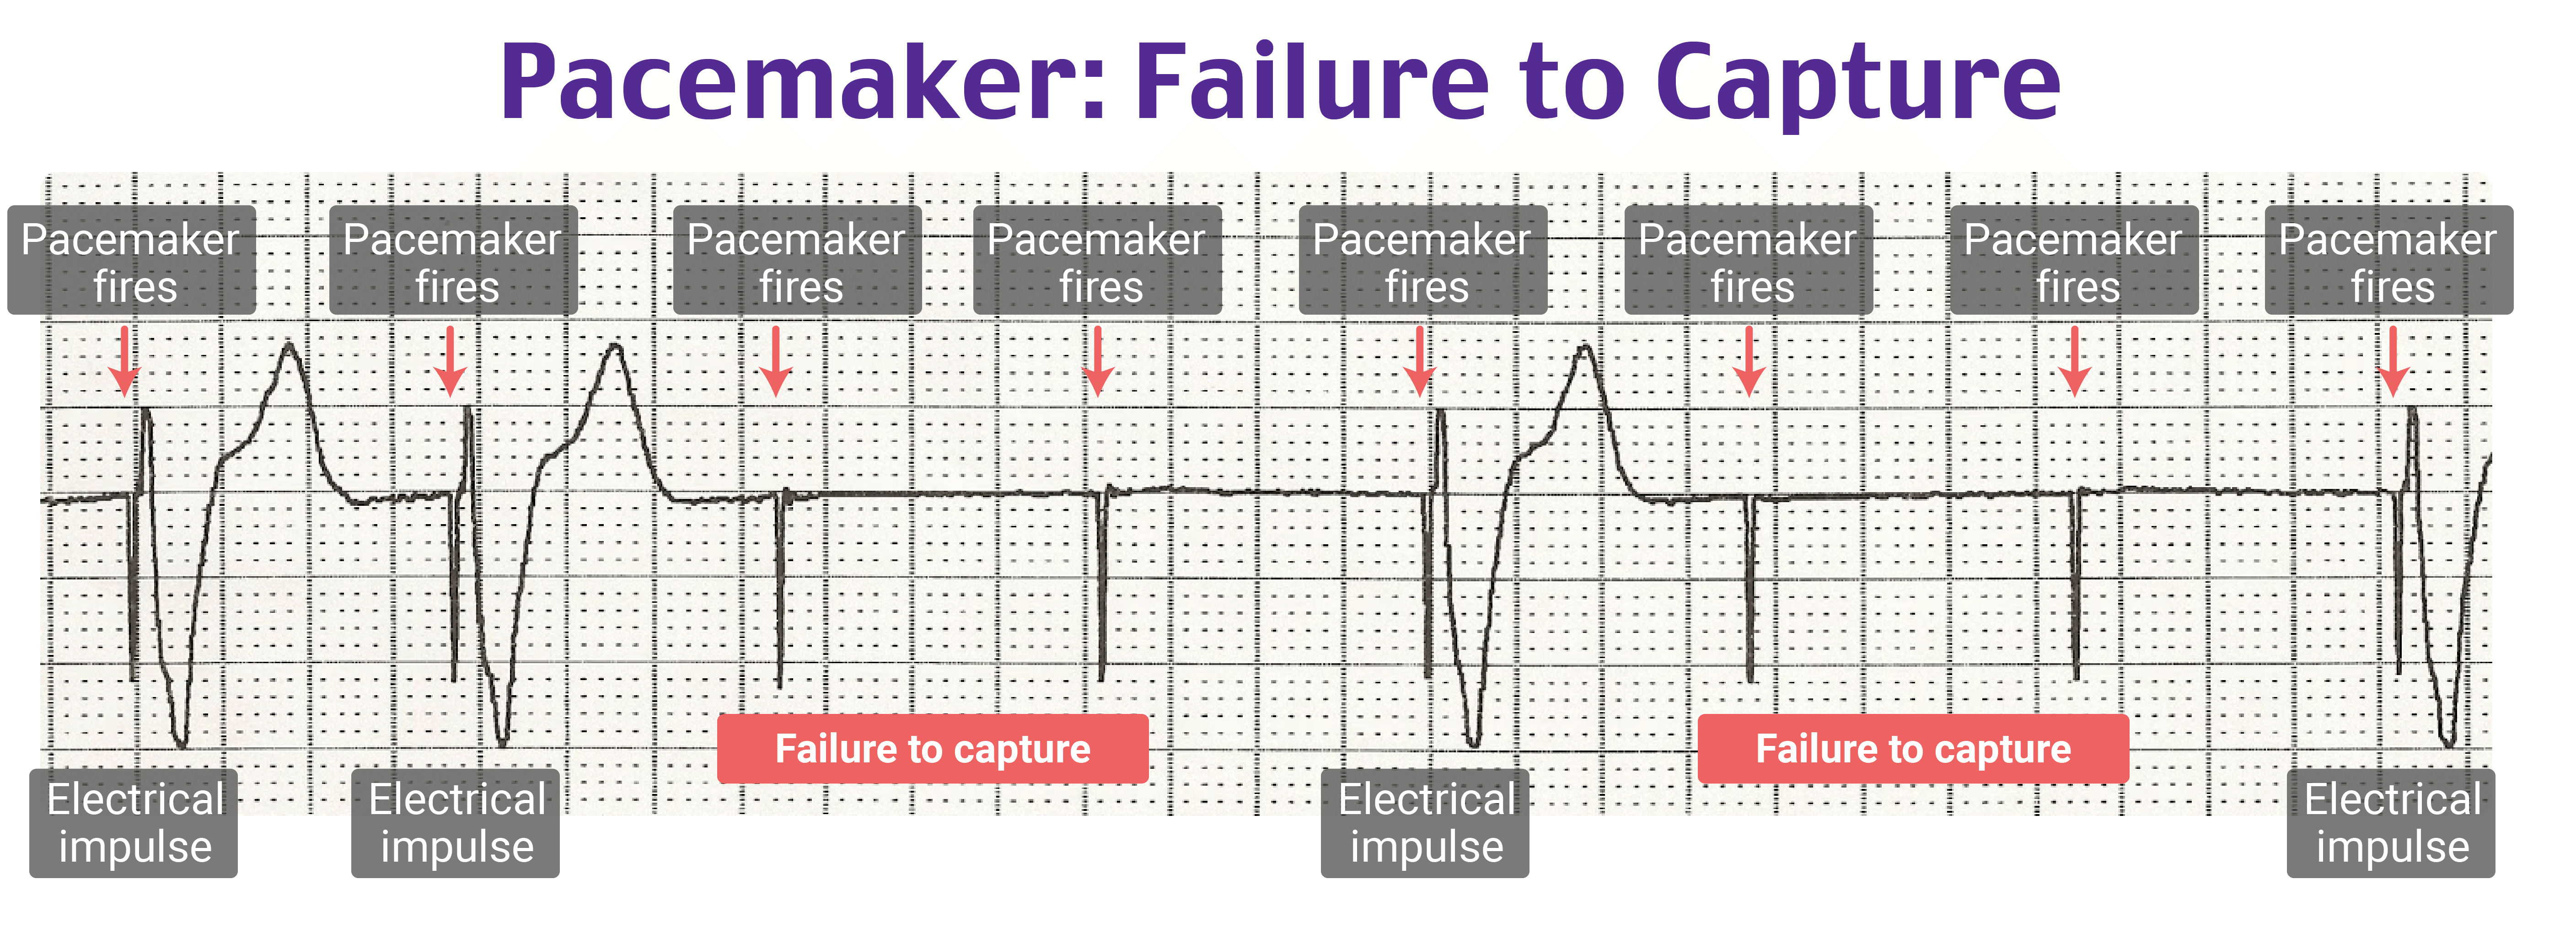 Pacemaker: Failure to Capture
Pacemaker
fires
Pacemaker
fires
Pacemaker
fires
Pacemaker
fires
Pacemaker
fires
Pacemaker
fires
Pacemaker
fires
Pacemaker
fires
Failure to capture
Failure to capture
Electrical
impulse
Electrical
impulse
Electrical
impulse
Electrical
impulse